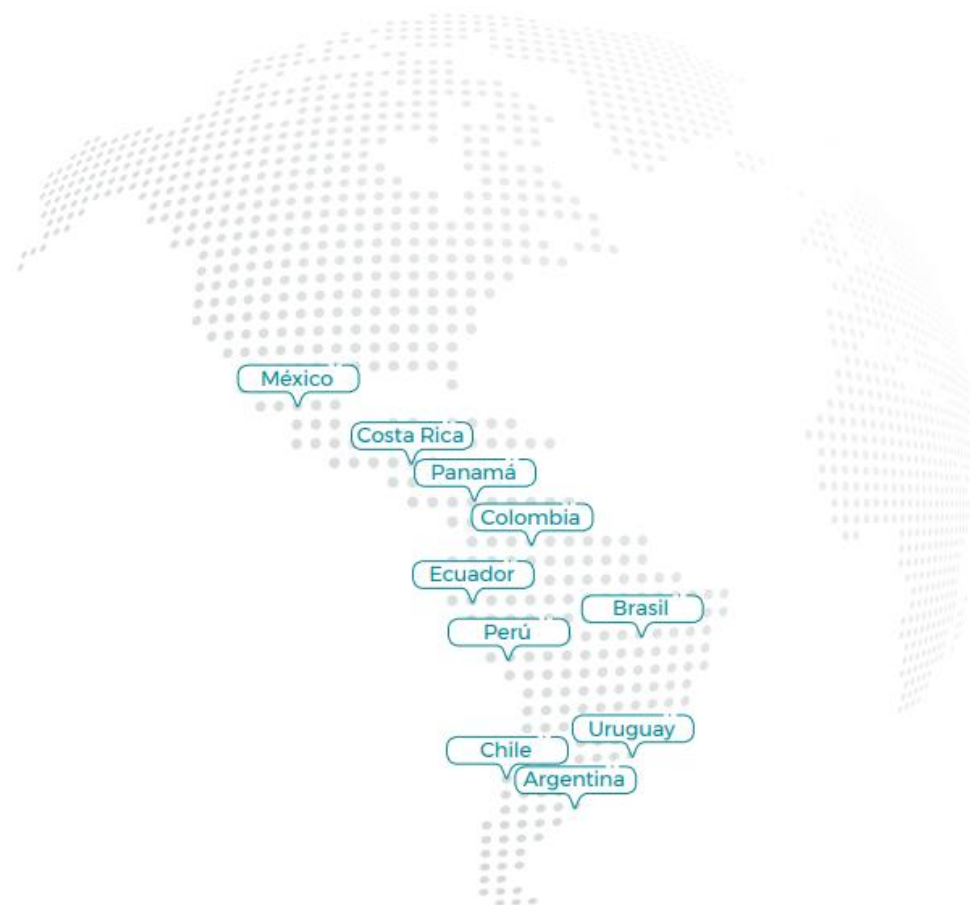 México
Costa Rica
Panamá
Colombia
Ecuador
Brasil
Perú
Uruguay
Chile
Argentina